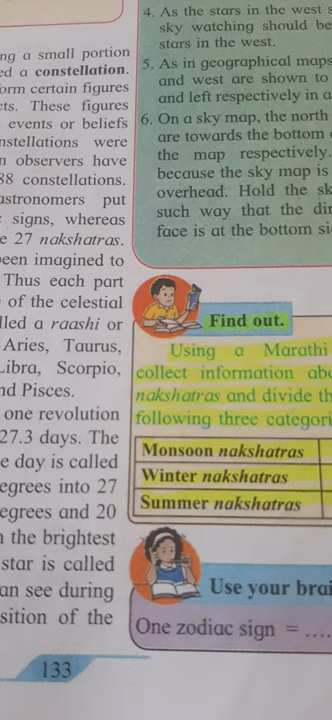 ng a small portion
ed a constellation.
orm certain figures
cts. These figures
events or beliefs
nstellations were
n observers have
88 constellations.
astronomers put
signs, whereas
e 27 nakshatras.
een imagined to
Thus each part
of the celestial
lled a raashi or
Aries, Taurus,
Libra, Scorpio,
nd Pisces.
one revolution
27.3 days. The
e day is called
egrees into 27
egrees and 20
n the brightest
star is called
an see during
sition of the
133
4. As the stars in the west s
sky watching should be
stars in the west.
5. As in geographical maps
and west are shown to
and left respectively in a
6. On a sky map, the north
are towards the bottom
the map respectively.
because the sky map is
overhead. Hold the sk
such way that the dir
face is at the bottom si
Find out.
Using a Marathi
collect information abo
nakshatras and divide th
following three categori
Monsoon nakshatras
Winter nakshatras
Summer nakshatras
Use your brai
One zodiac sign = ....